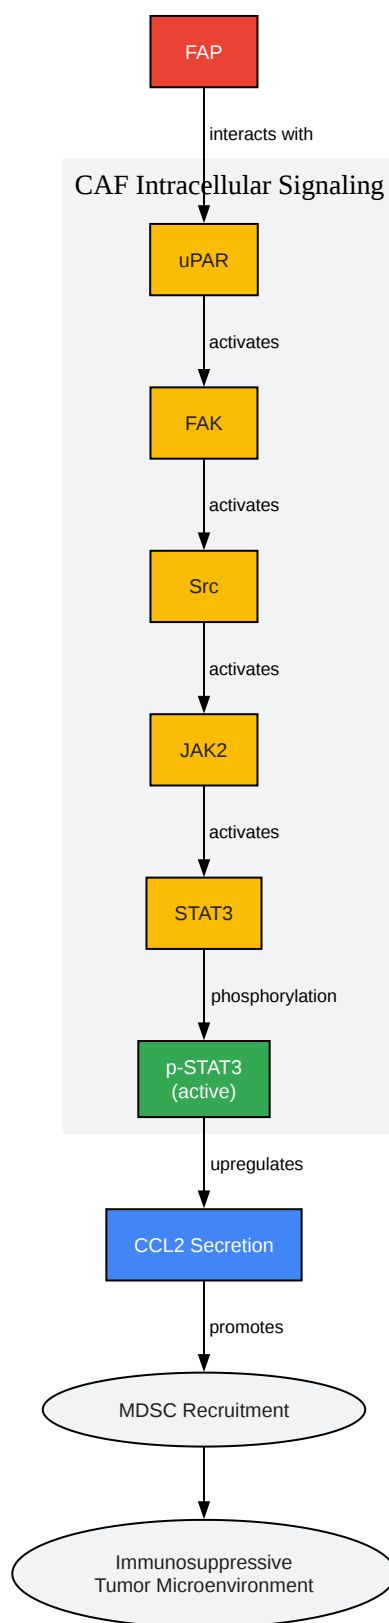 FAP
interacts with
CAF Intracellular Signaling
uPAR
activates
FAK
activates
Src
activates
JAK2
activates
STAT3
phosphorylation
p-STAT3
(active)
upregulates
CCL2 Secretion
promotes
MDSC Recruitment
Immunosuppressive
Tumor Microenvironment